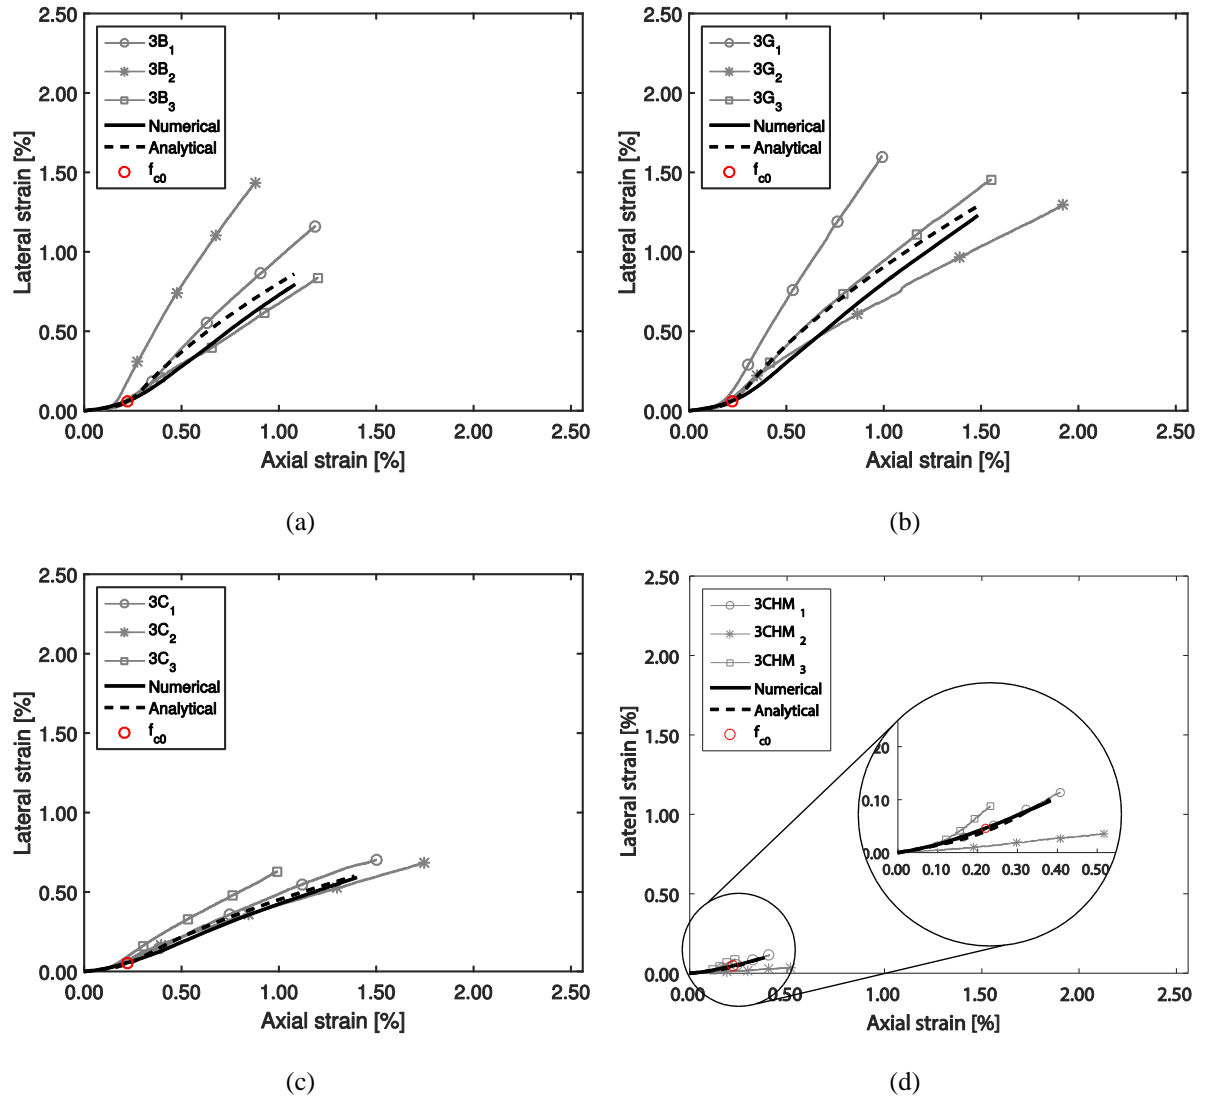 2.50
2.00
1.50
1.00
0.50
0.00
Lateral strain [%]
3B1
3B2
3B3
Numerical
Analytical
fc0
0.00 0.50 1.00 1.50 2.00 2.50
Axial strain [%]
(a)
2.50
2.00
1.50
1.00
0.50
0.00
Lateral strain [%]
3G1
3G2
3G3
Numerical
Analytical
fc0
0.00 0.50 1.00 1.50 2.00 2.50
Axial strain [%]
(b)
2.50
2.00
1.50
1.00
0.50
0.00
Lateral strain [%]
3C1
3C2
3C3
Numerical
Analytical
fc0
0.00 0.50 1.00 1.50 2.00 2.50
Axial strain [%]
(c)
2.50
2.00
1.50
1.00
0.50
0.00
Lateral strain [%]
3CHM 1
3CHM 2
3CHM 3
Numerical
Analytical
fc0
20
0.10
0.00
0.00 0.10 0.20 0.30 0.40 0.50
0.00 0.50 1.00 1.50 2.00 2.50
Axial strain [%]
(d)